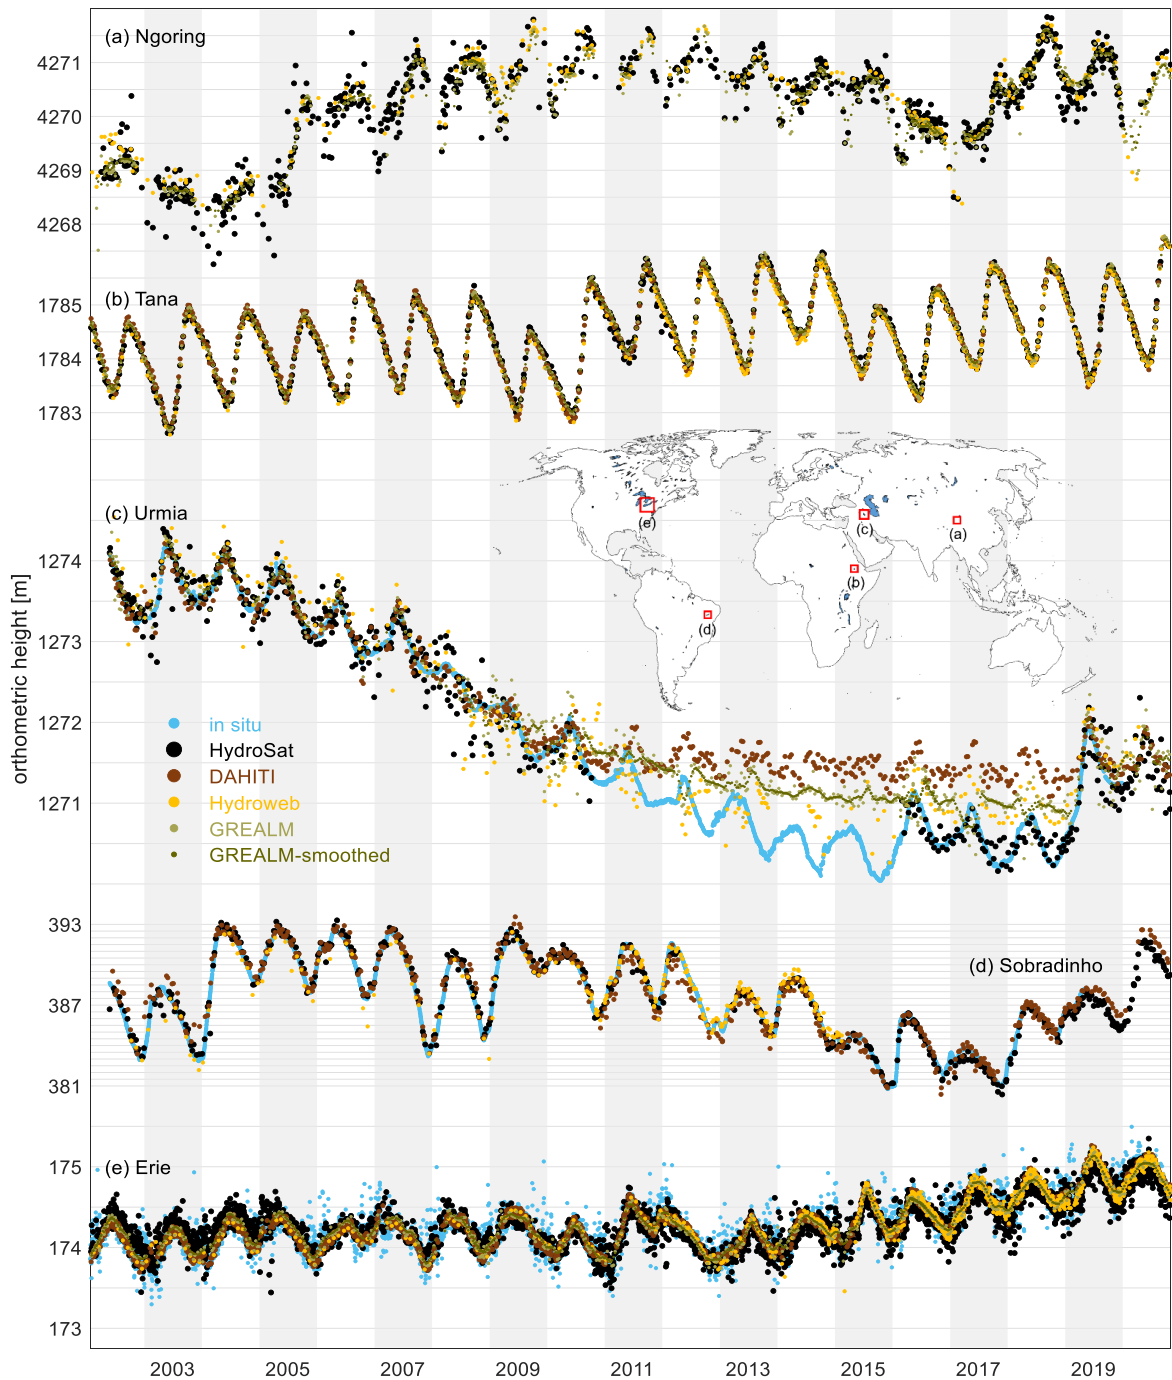 (a) Ngoring
4271
4270
4269
4268
(b) Tana
1785
1784
1783
(c) Urmia
1274
1273
1272
1271
orthometric height [m]
(e)
(c)
(a)
(b)
(d)
in situ
HydroSat
DAHITI
Hydroweb
GREALM
GREALM-smoothed
393
(d) Sobradinho
387
381
(e) Erie
175
174
173
2003 2005 2007 2009 2011 2013 2015 2017 2019